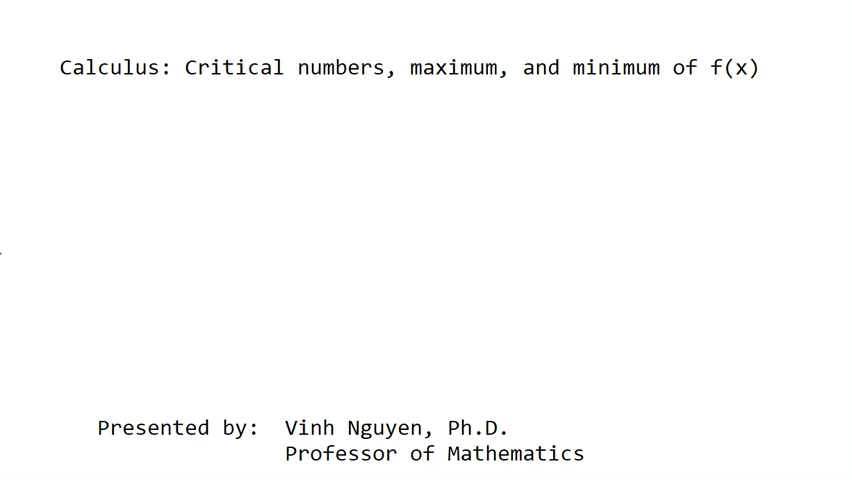 Calculus: Critical numbers, maximum, and minimum of f(x)
Presented by: Vinh Nguyen, Ph.D.
Professor of Mathematics